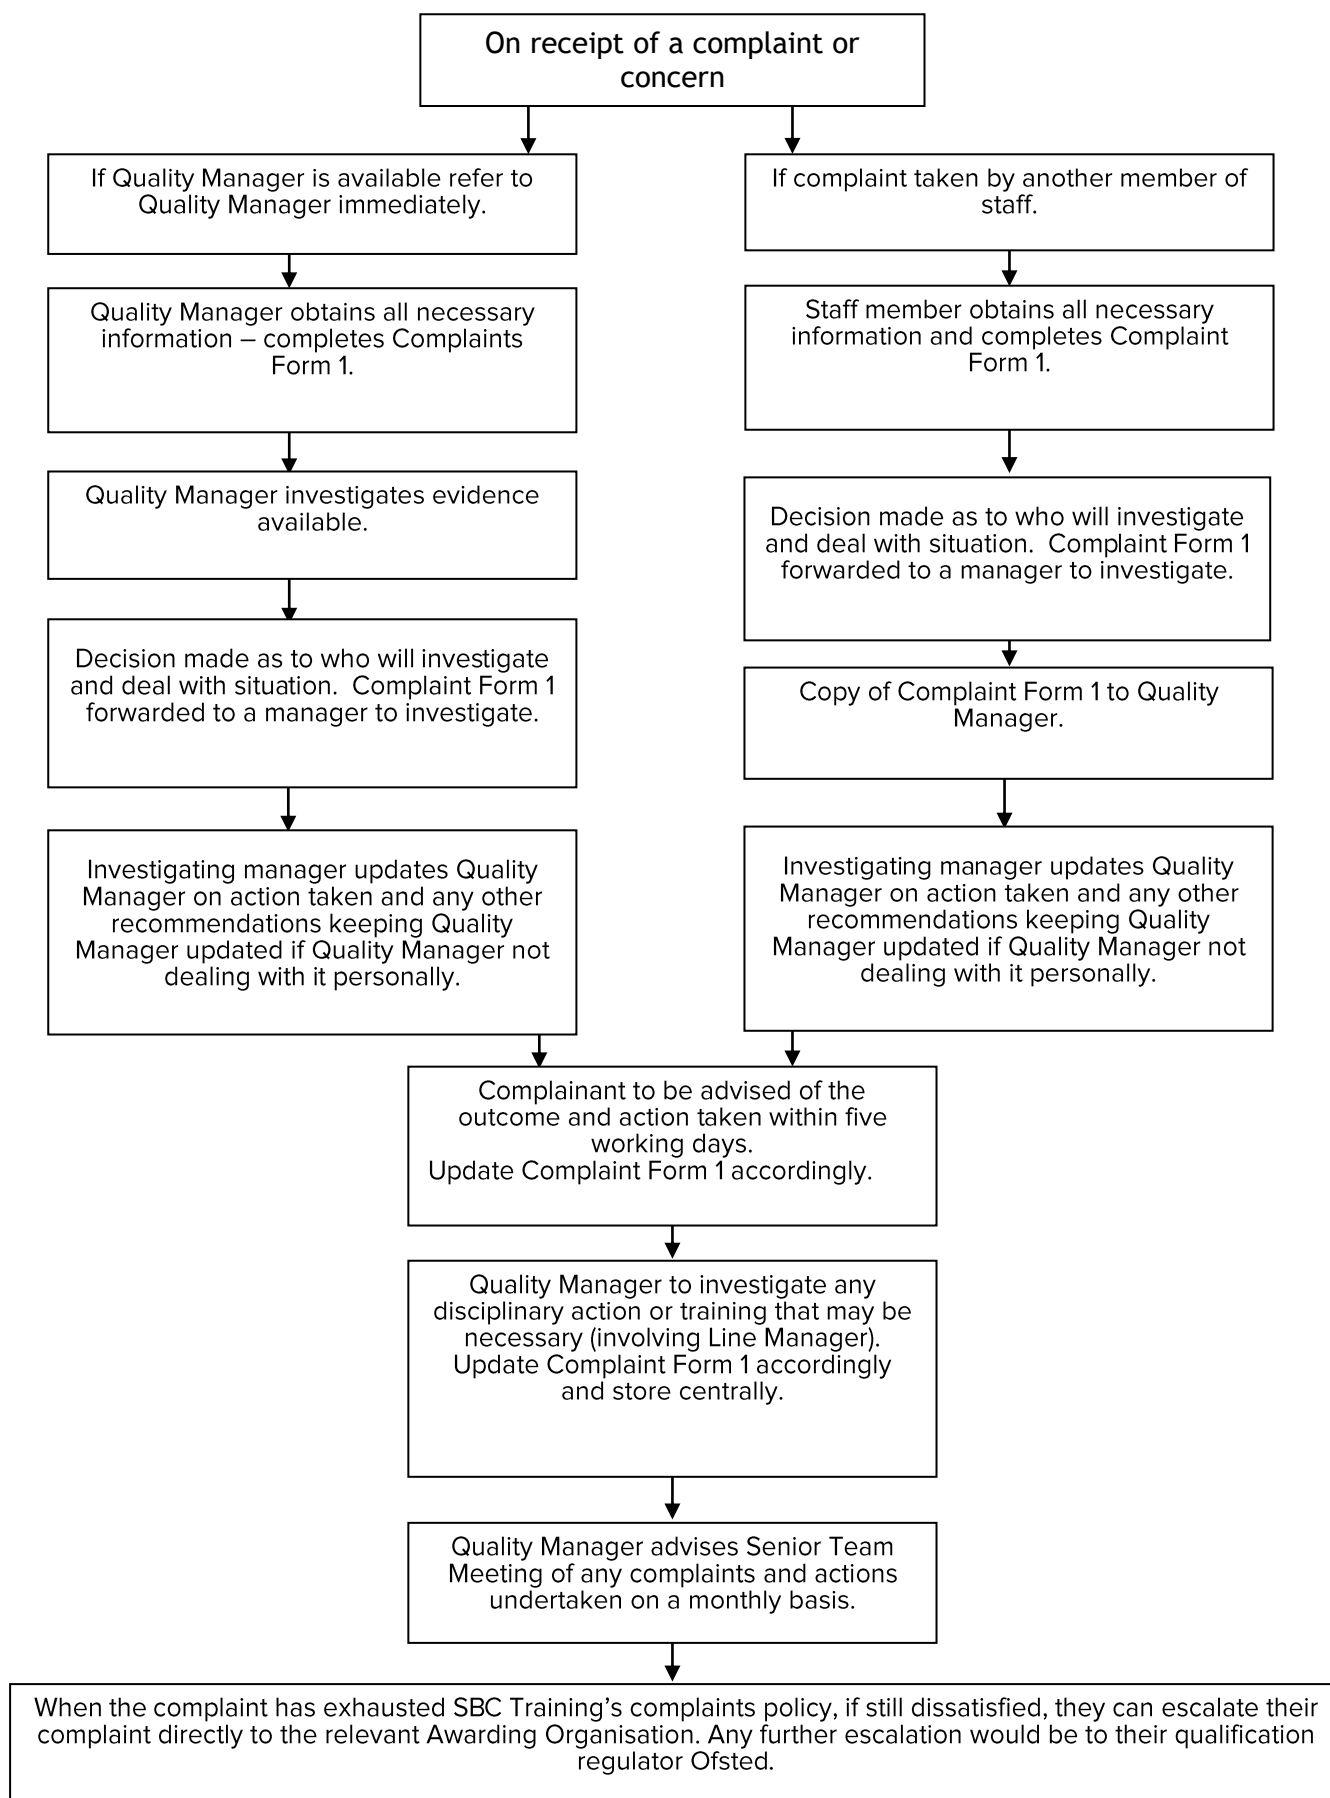 On receipt of a complaint or
concern
If Quality Manager is available refer to
Quality Manager immediately.
Quality Manager obtains all necessary
information – completes Complaints
Form 1.
Quality Manager investigates evidence
available.
Decision made as to who will investigate
and deal with situation.  Complaint Form 1
forwarded to a manager to investigate.
Investigating manager updates Quality
Manager on action taken and any other
recommendations keeping Quality
Manager updated if Quality Manager not
dealing with it personally.
If complaint taken by another member of
staff.
Staff member obtains all necessary
information and completes Complaint
Form 1.
Decision made as to who will investigate
and deal with situation.  Complaint Form 1
forwarded to a manager to investigate.
Copy of Complaint Form 1 to Quality
Manager.
Investigating manager updates Quality
Manager on action taken and any other
recommendations keeping Quality
Manager updated if Quality Manager not
dealing with it personally.
Complainant to be advised of the
outcome and action taken within five
working days.
Update Complaint Form 1 accordingly.
Quality Manager to investigate any
disciplinary action or training that may be
necessary (involving Line Manager).
Update Complaint Form 1 accordingly
and store centrally.
Quality Manager advises Senior Team
Meeting of any complaints and actions
undertaken on a monthly basis.
When the complaint has exhausted SBC Training’s complaints policy, if still dissatisfied, they can escalate their
complaint directly to the relevant Awarding Organisation. Any further escalation would be to their qualification
regulator Ofsted.